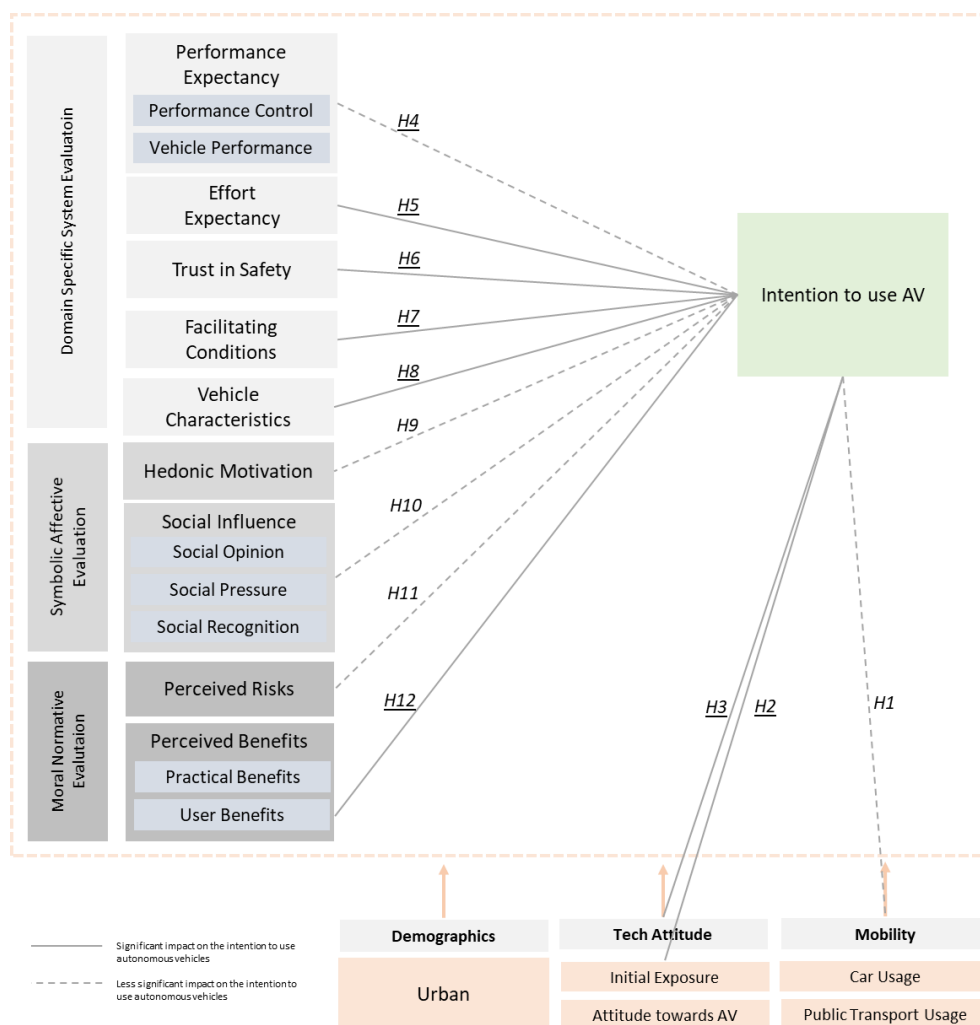 Domain Specific System Evaluatoin
Performance
Expectancy
Performance Control
Vehicle Performance
Effort
Expectancy
Trust in Safety
Facilitating
Conditions
Vehicle
Characteristics
Symbolic Affective
Evaluation
Hedonic Motivation
Social Influence
Social Opinion
Social Pressure
Social Recognition
Moral Normative
Evalutaion
Perceived Risks
Perceived Benefits
Practical Benefits
User Benefits
H4
H5
H6
H7
H8
H9
H10
H11
H12
Intention to use AV
H3
H2
H1
Significant impact on the intention to use
autonomous vehicles
Less significant impact on the intention to
use autonomous vehicles
Demographics
Urban
Tech Attitude
Initial Exposure
Attitude towards AV
Mobility
Car Usage
Public Transport Usage